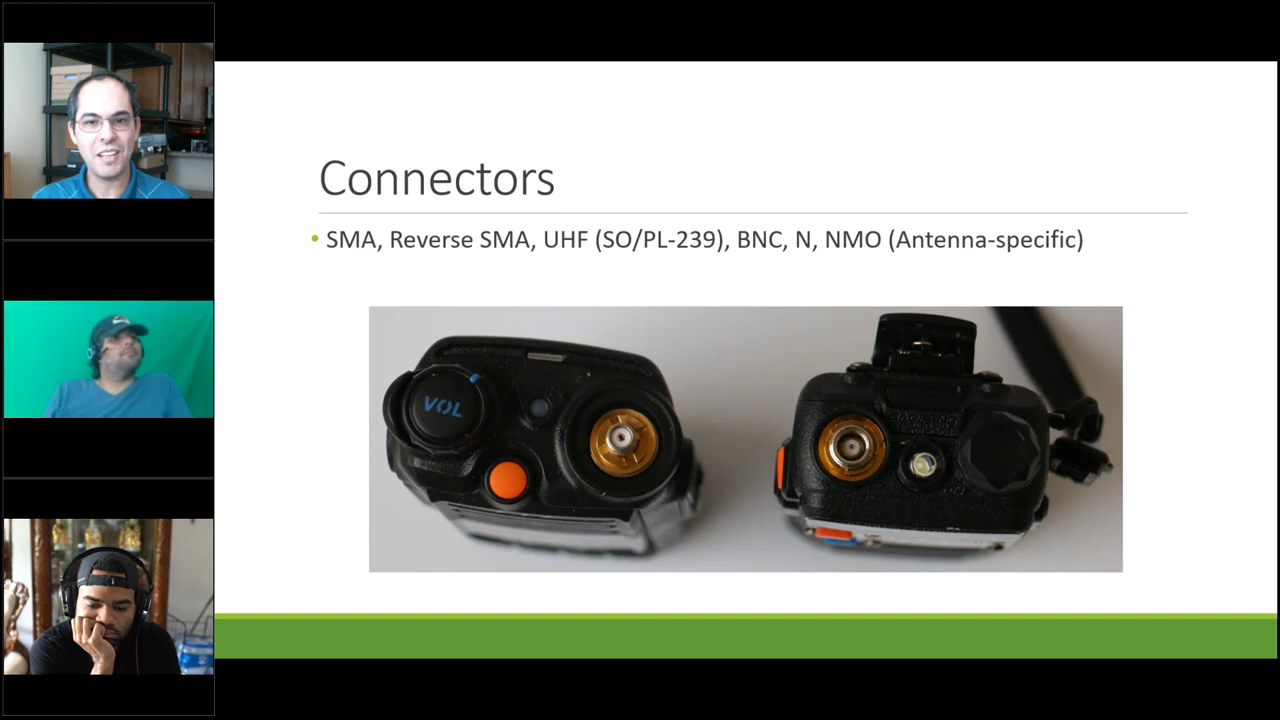 Connectors
• SMA, Reverse SMA, UHF (SO/PL-239), BNC, N, NMO (Antenna-specific)
VOL